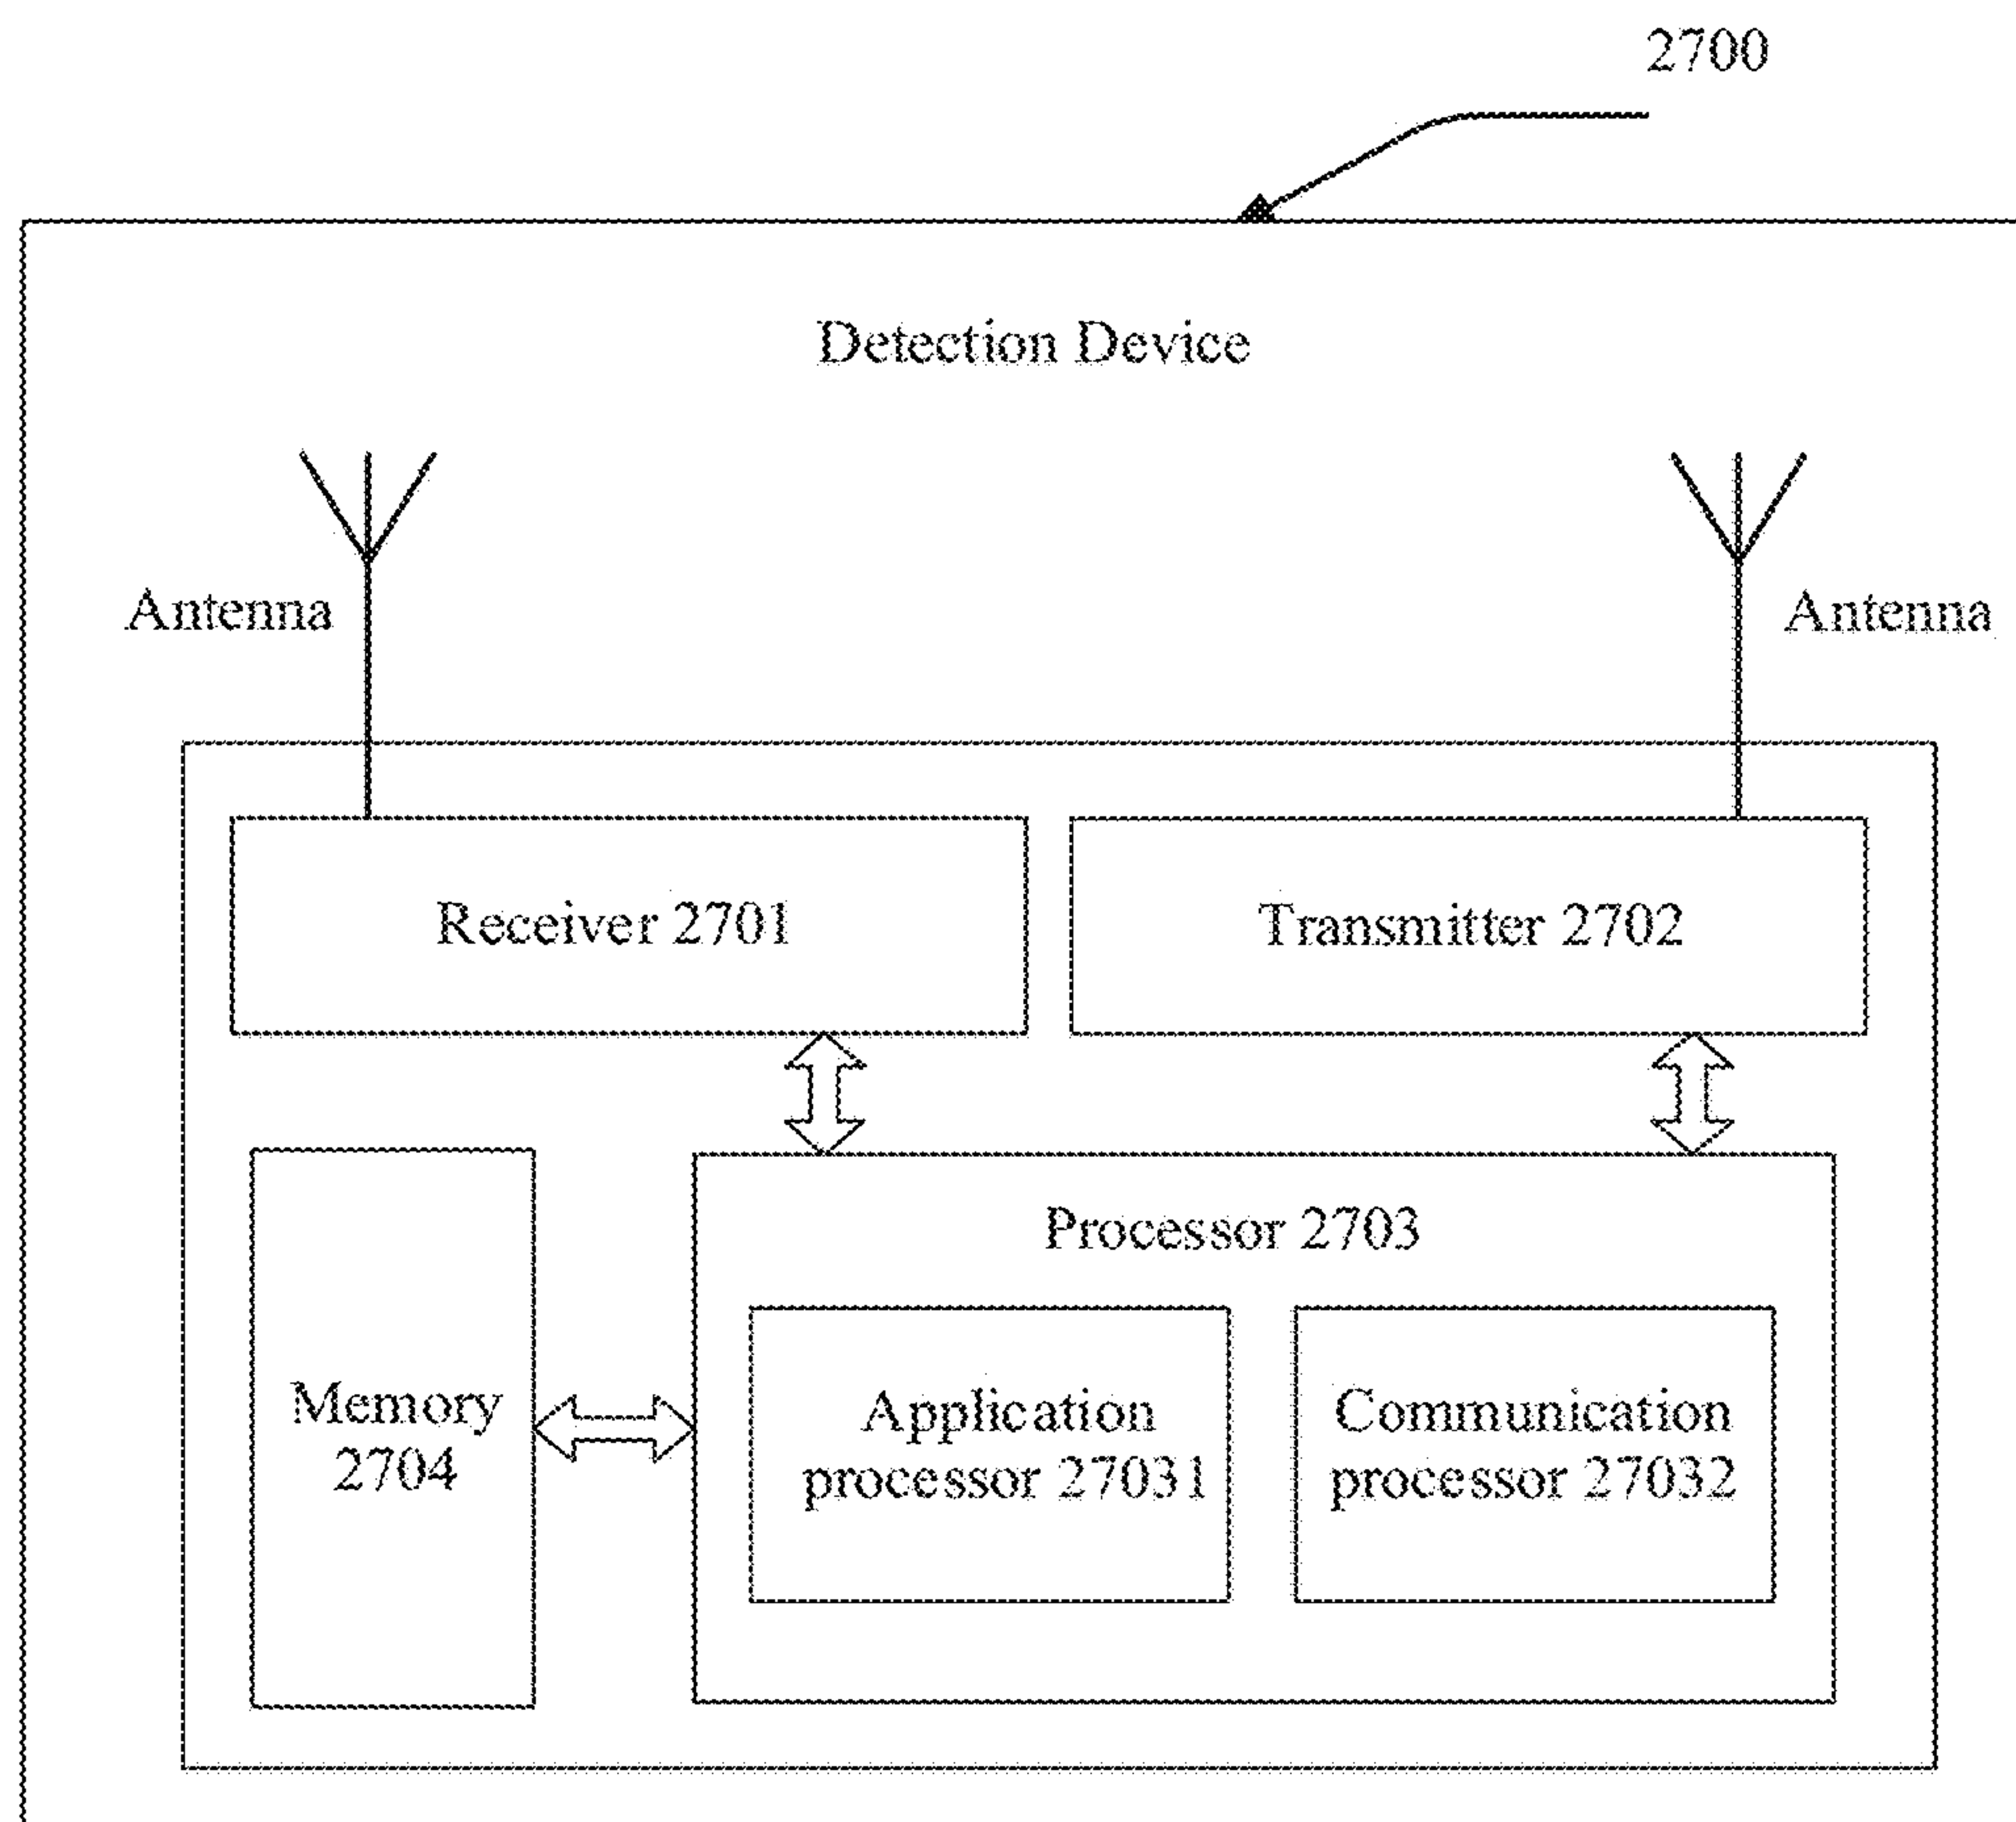 2700
Detection Device
Antenna
Antenna
Receiver 2701
Transmitter 2702
Processor 2703
Memory
2704
Application
processor 27031
Communication
processor 27032